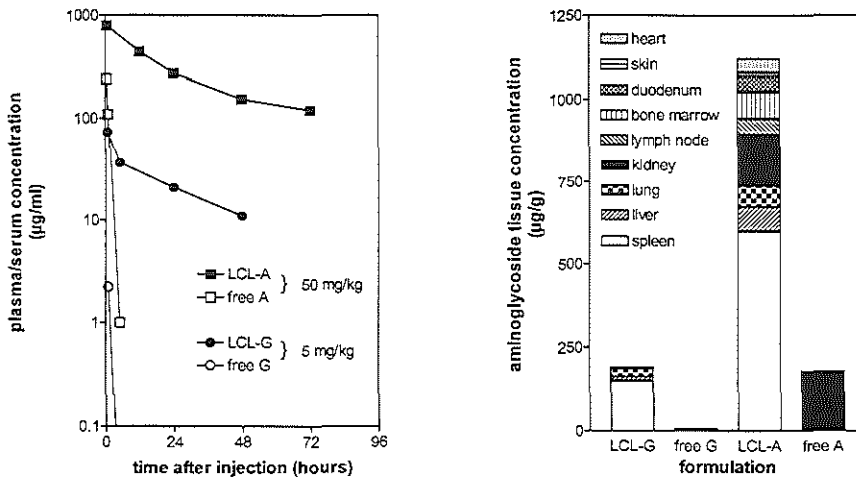 plasma/serum concentration
(µg/ml)
1000
100
10
1
0.1
LCL-A
free A
50 mg/kg
LCL-G
free G
5 mg/kg
0 24 48 72 96
time after injection (hours)
aminoglycoside tissue concentration
(µg/g)
1250
1000
750
500
250
0
heart
skin
duodenum
bone marrow
lymph node
kidney
lung
liver
spleen
LCL-G free G LCL-A free A
formulation